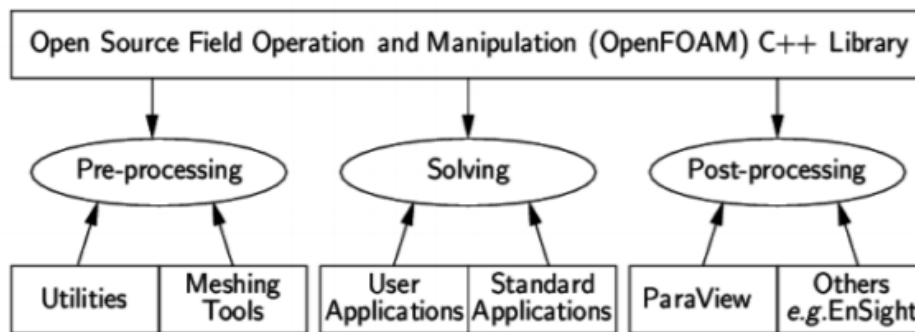 Open Source Field Operation and Manipulation (OpenFOAM) C++ Library
Pre-processing
Solving
Post-processing
Utilities
Meshing
Tools
User
Applications
Standard
Applications
ParaView
Others
e.g.EnSight